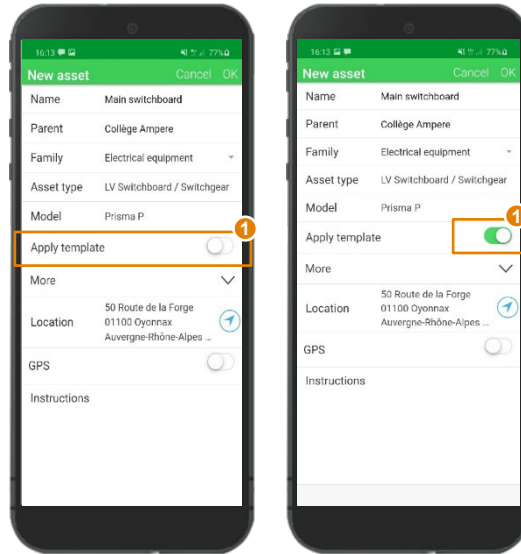 16:13 77%
New asset Cancel OK
Name Main switchboard
Parent Collège Ampere
Family Electrical equipment
Asset type LV Switchboard / Switchgear
Model Prisma P
1
Apply template
More
Location 50 Route de la Forge
01100 Oyonnax
Auvergne-Rhône-Alpes ...
GPS
Instructions
16:13 77%
New asset Cancel OK
Name Main switchboard
Parent Collège Ampere
Family Electrical equipment
Asset type LV Switchboard / Switchgear
Model Prisma P
1
Apply template
More
Location 50 Route de la Forge
01100 Oyonnax
Auvergne-Rhône-Alpes ...
GPS
Instructions